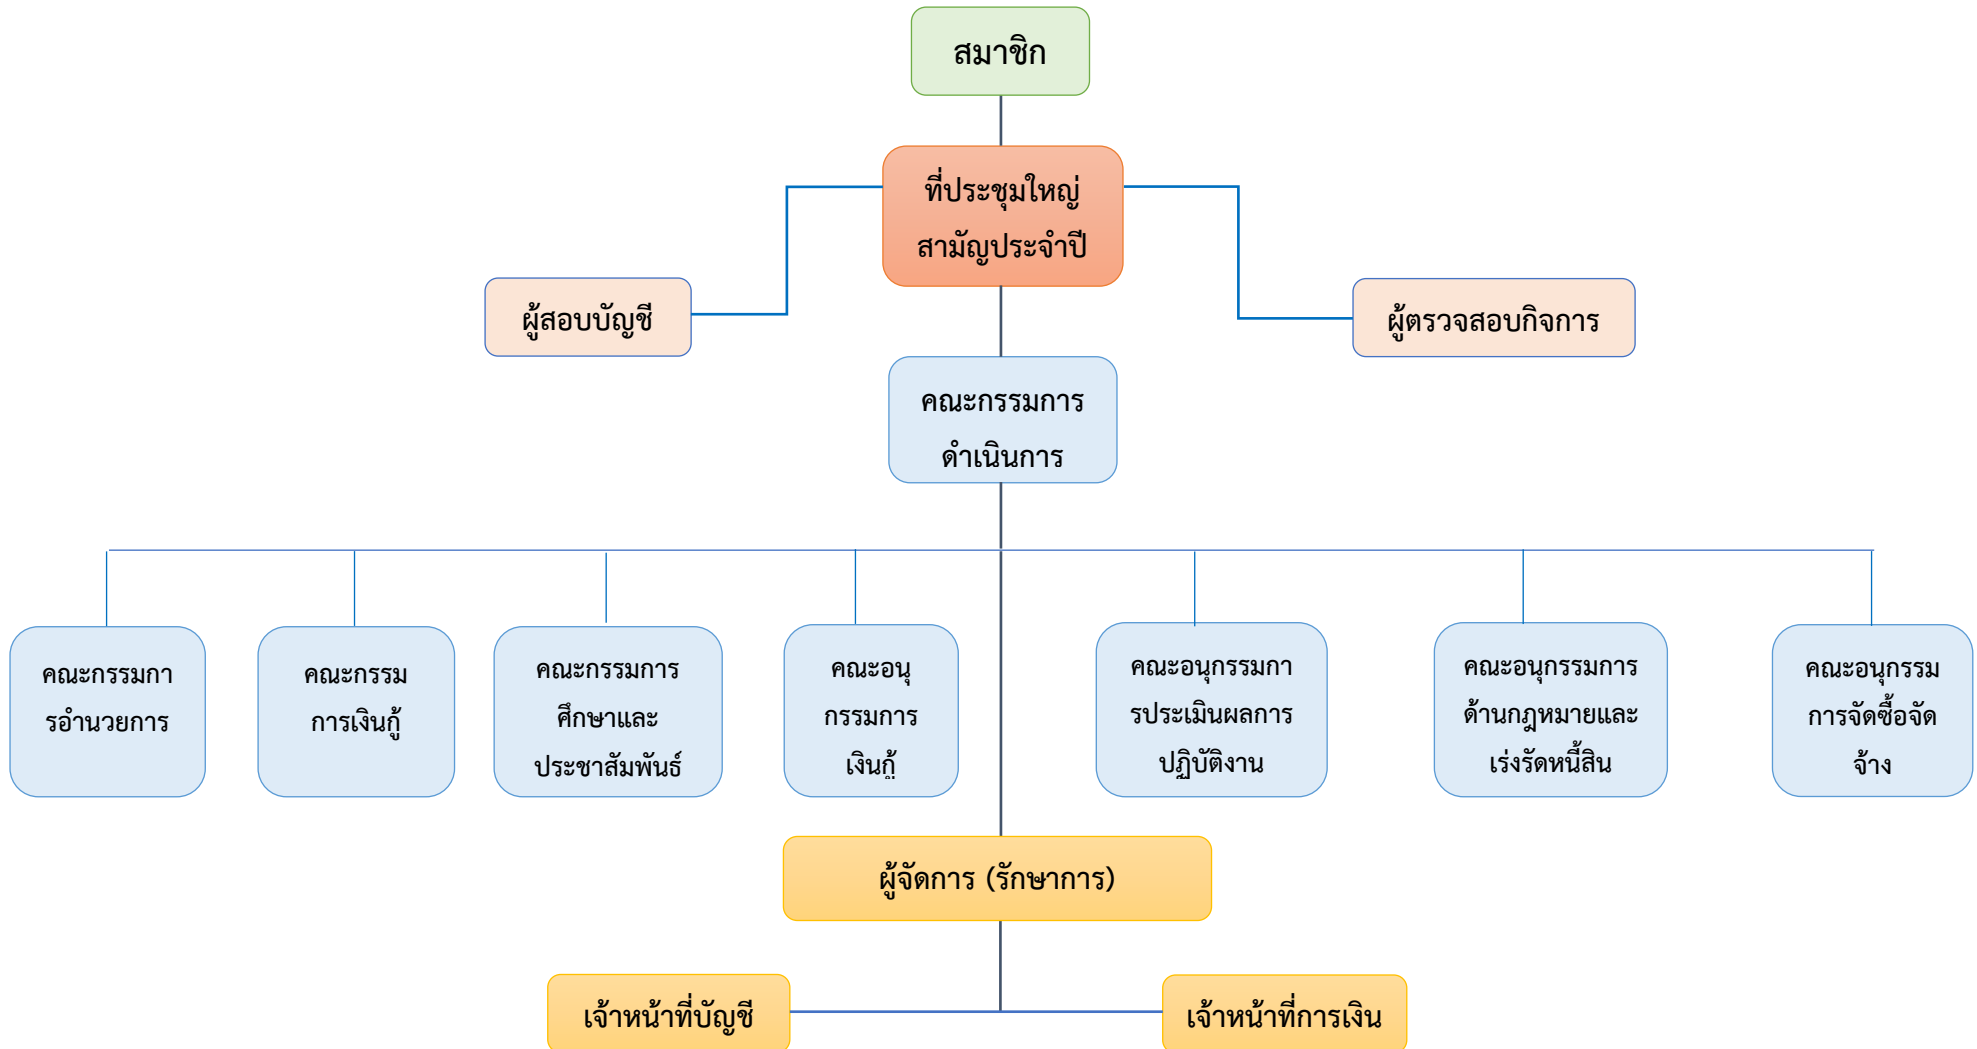 สมาชิก
ที่ประชุมใหญ่
สามัญประจำปี
ผู้สอบบัญชี
ผู้ตรวจสอบกิจการ
คณะกรรมการ
ดำเนินการ
คณะกรรมกา
รอำนวยการ
คณะกรรม
การเงินกู้
คณะกรรมการ
ศึกษาและ
ประชาสัมพันธ์
คณะอนุ
กรรมการ
เงินกู้
คณะอนุกรรมกา
รประเมินผลการ
ปฏิบัติงาน
คณะอนุกรรมการ
ด้านกฎหมายและ
เร่งรัดหนี้สิน
คณะอนุกรรม
การจัดซื้อจัด
จ้าง
ผู้จัดการ (รักษาการ)
เจ้าหน้าที่บัญชี
เจ้าหน้าที่การเงิน